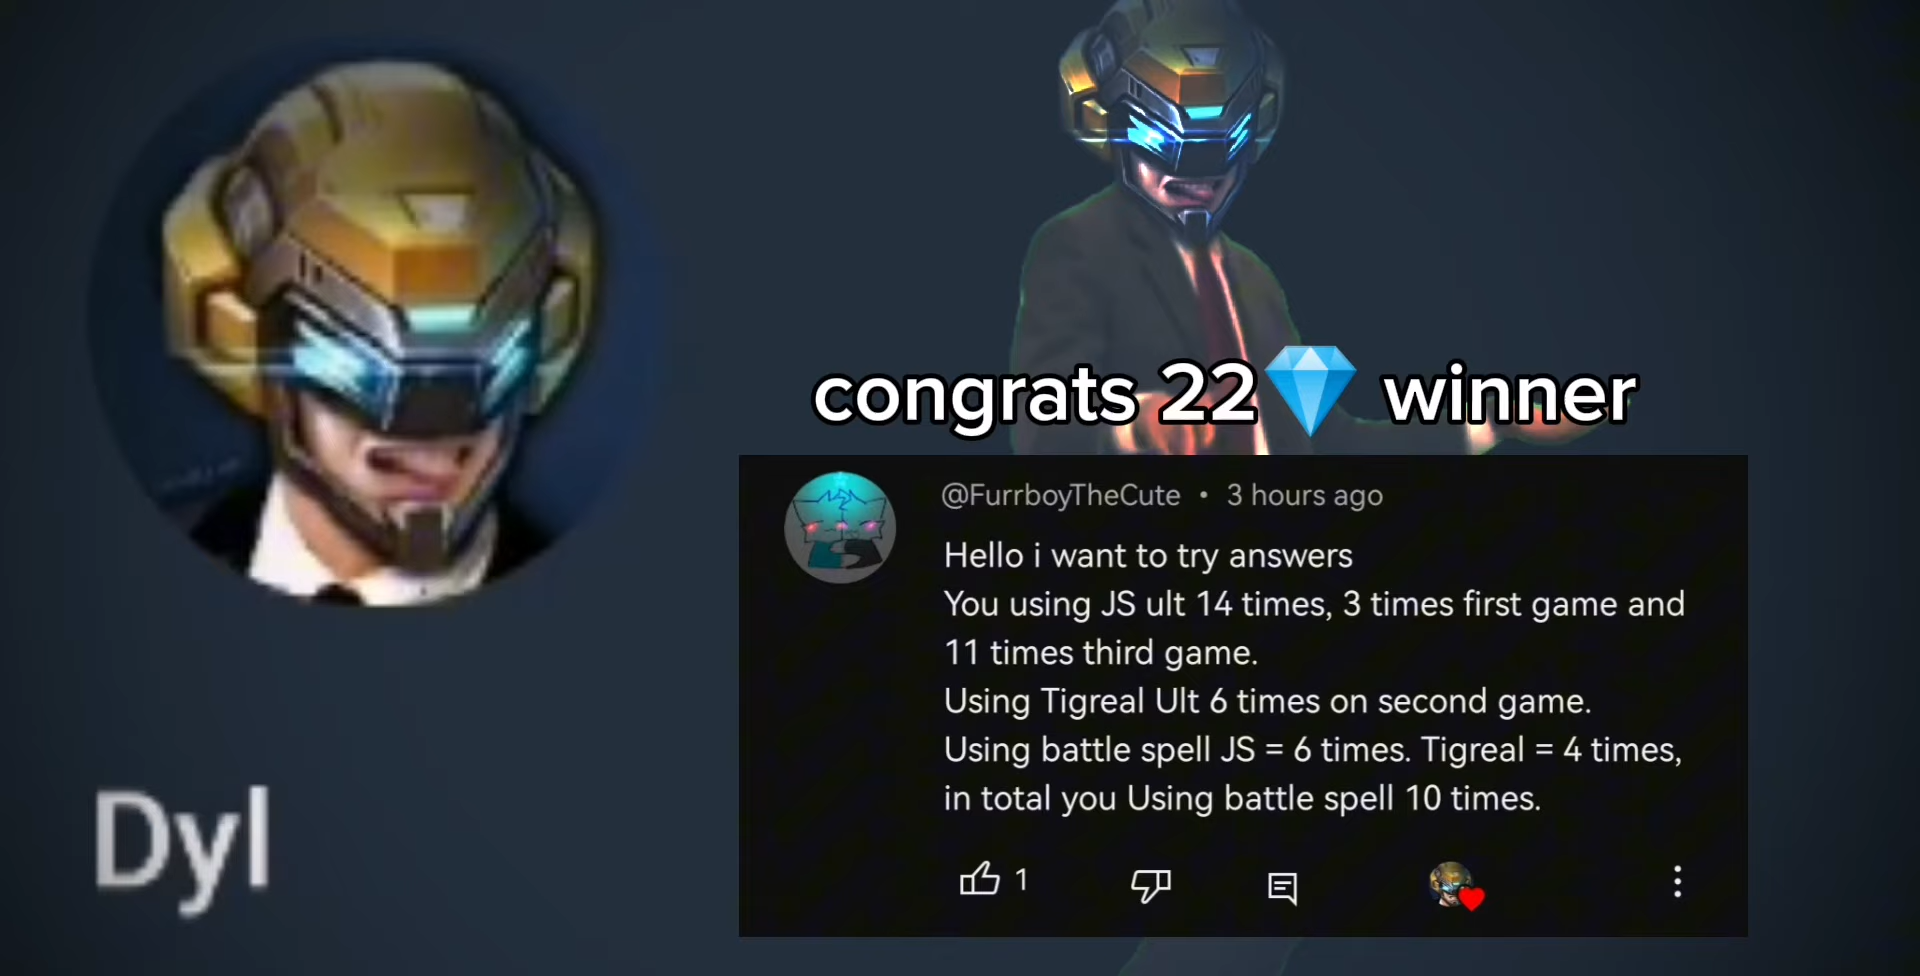 congrats 22💎 winner
@FurrboyTheCute • 3 hours ago
Hello i want to try answers
You using JS ult 14 times, 3 times first game and
11 times third game.
Using Tigreal Ult 6 times on second game.
Using battle spell JS = 6 times. Tigreal = 4 times,
in total you Using battle spell 10 times.
1
Dyl